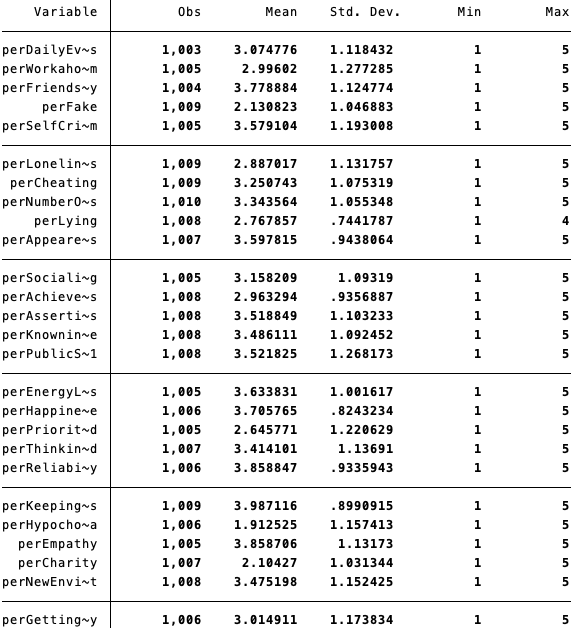 Variable Obs Mean Std. Dev. Min Max
perDailyEv~s 1,003 3.074776 1.118432 1 5
perWorkaho~m 1,005 2.99602 1.277285 1 5
perFriends~y 1,004 3.778884 1.124774 1 5
perFake 1,009 2.130823 1.046883 1 5
perSelfCri~m 1,005 3.579104 1.193008 1 5
perLonelin~s 1,009 2.887017 1.131757 1 5
perCheating 1,009 3.250743 1.075319 1 5
perNumberO~s 1,010 3.343564 1.055348 1 5
perLying 1,008 2.767857 .7441787 1 4
perAppeare~s 1,007 3.597815 .9438064 1 5
perSociali~g 1,005 3.158209 1.09319 1 5
perAchieve~s 1,008 2.963294 .9356887 1 5
perAsserti~s 1,008 3.518849 1.103233 1 5
perKnownin~e 1,008 3.486111 1.092452 1 5
perPublicS~1 1,008 3.521825 1.268173 1 5
perEnergyL~s 1,005 3.633831 1.001617 1 5
perHappine~e 1,006 3.705765 .8243234 1 5
perPriorit~d 1,005 2.645771 1.220629 1 5
perThinkin~d 1,007 3.414101 1.13691 1 5
perReliabi~y 1,006 3.858847 .9335943 1 5
perKeeping~s 1,009 3.987116 .8990915 1 5
perHypocho~a 1,006 1.912525 1.157413 1 5
perEmpathy 1,005 3.858706 1.13173 1 5
perCharity 1,007 2.10427 1.031344 1 5
perNewEnvi~t 1,008 3.475198 1.152425 1 5
perGetting~y 1,006 3.014911 1.173834 1 5